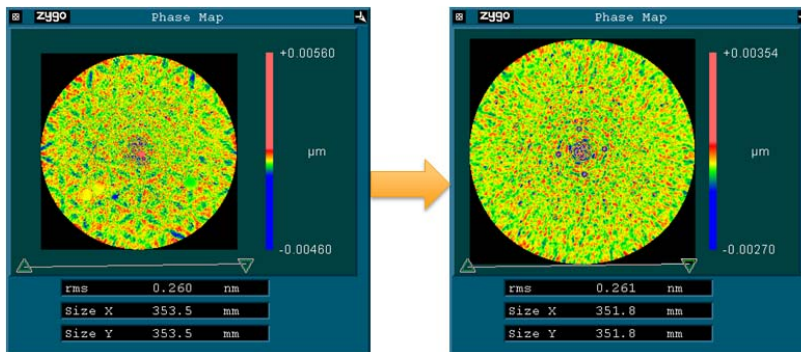 zygo Phase Map
+0.00560
µm
-0.00460
rms 0.260 nm
Size X 353.5 mm
Size Y 353.5 mm
zygo Phase Map
+0.00354
µm
-0.00270
rms 0.261 nm
Size X 351.8 mm
Size Y 351.8 mm